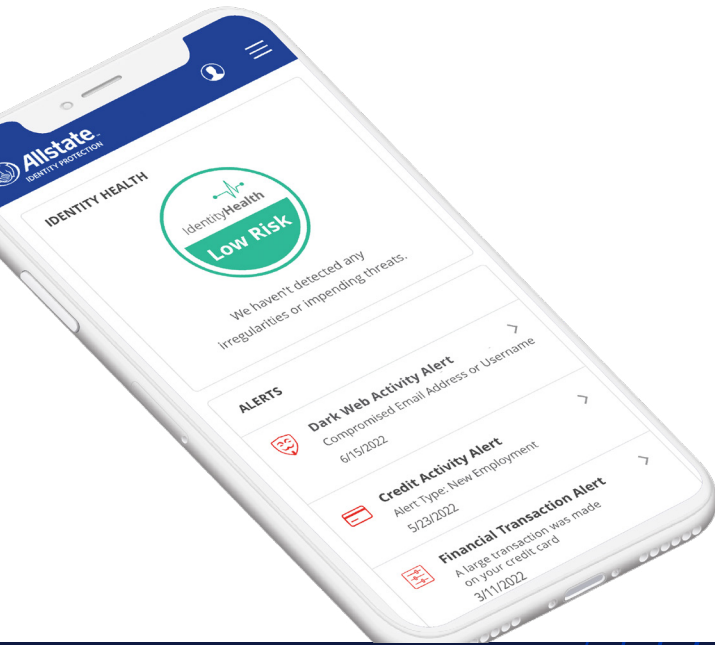 Allstate™
IDENTITY PROTECTION
IDENTITY HEALTH
IdentityHealth
Low Risk
We haven't detected any
irregularities or impending threats.
ALERTS
Dark Web Activity Alert
Compromised Email Address or Username
6/15/2022
Credit Activity Alert
Alert Type: New Employment
5/23/2022
Financial Transaction Alert
A large transaction was made
on your credit card
3/11/2022